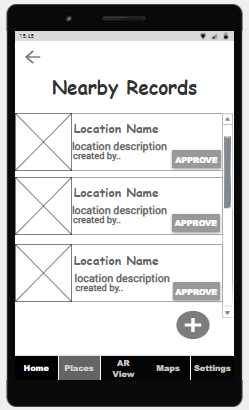 15:45
Nearby Records
Location Name
location description
created by..
APPROVE
Location Name
location description
created by..
APPROVE
Location Name
location description
created by..
APPROVE
Home Places AR View Maps Settings